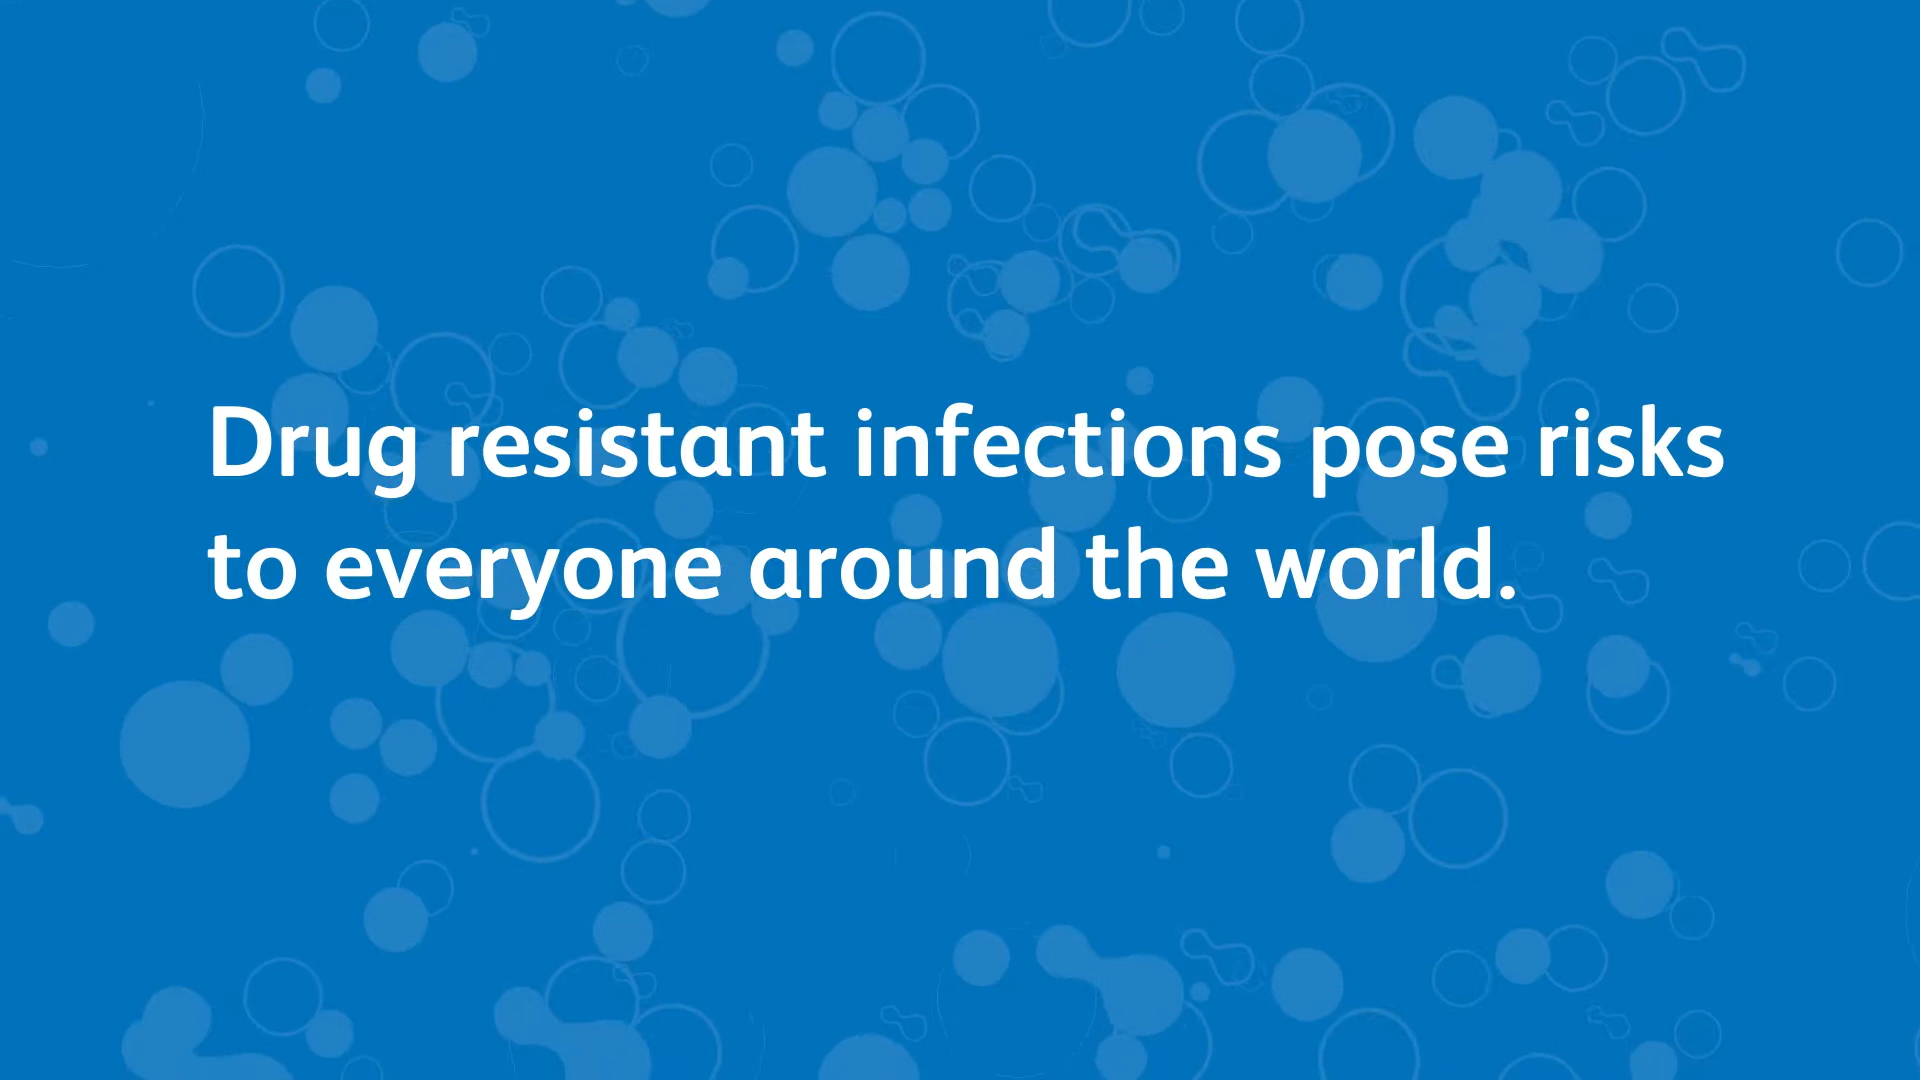 Drug resistant infections pose risks
to everyone around the world.